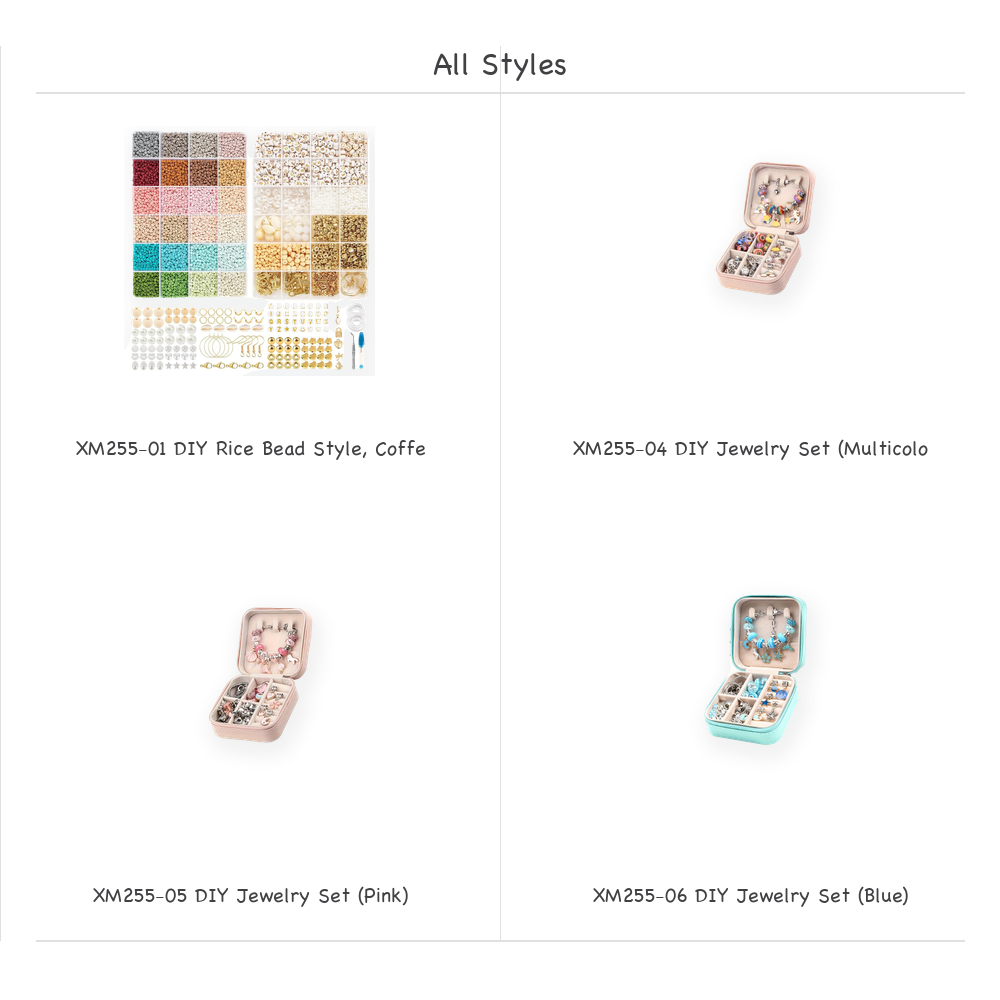 All Styles
XM255-01 DIY Rice Bead Style, Coffe
XM255-04 DIY Jewelry Set (Multicolo
XM255-05 DIY Jewelry Set (Pink)
XM255-06 DIY Jewelry Set (Blue)